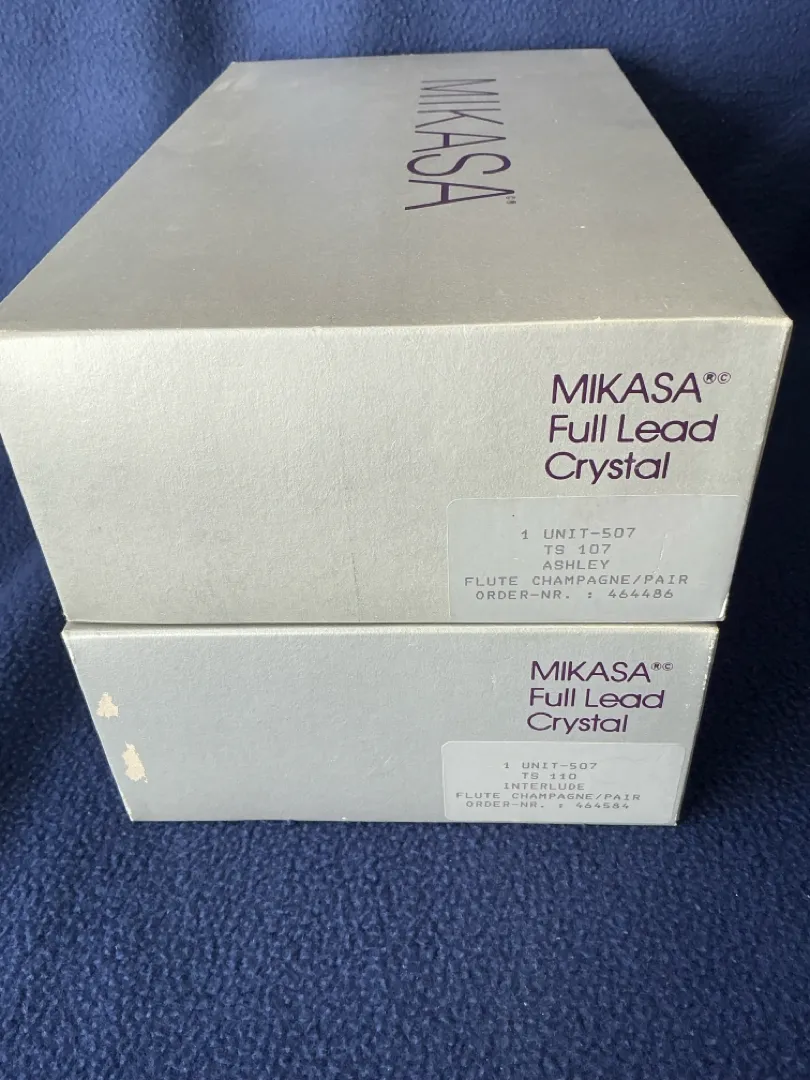 MIKASA®
MIKASA®©
Full Lead
Crystal
1 UNIT-507
TS 107
ASHLEY
FLUTE CHAMPAGNE/PAIR
ORDER-NR. : 464486
MIKASA®©
Full Lead
Crystal
1 UNIT-507
TS 110
INTERLUDE
FLUTE CHAMPAGNE/PAIR
ORDER-NR. : 464584